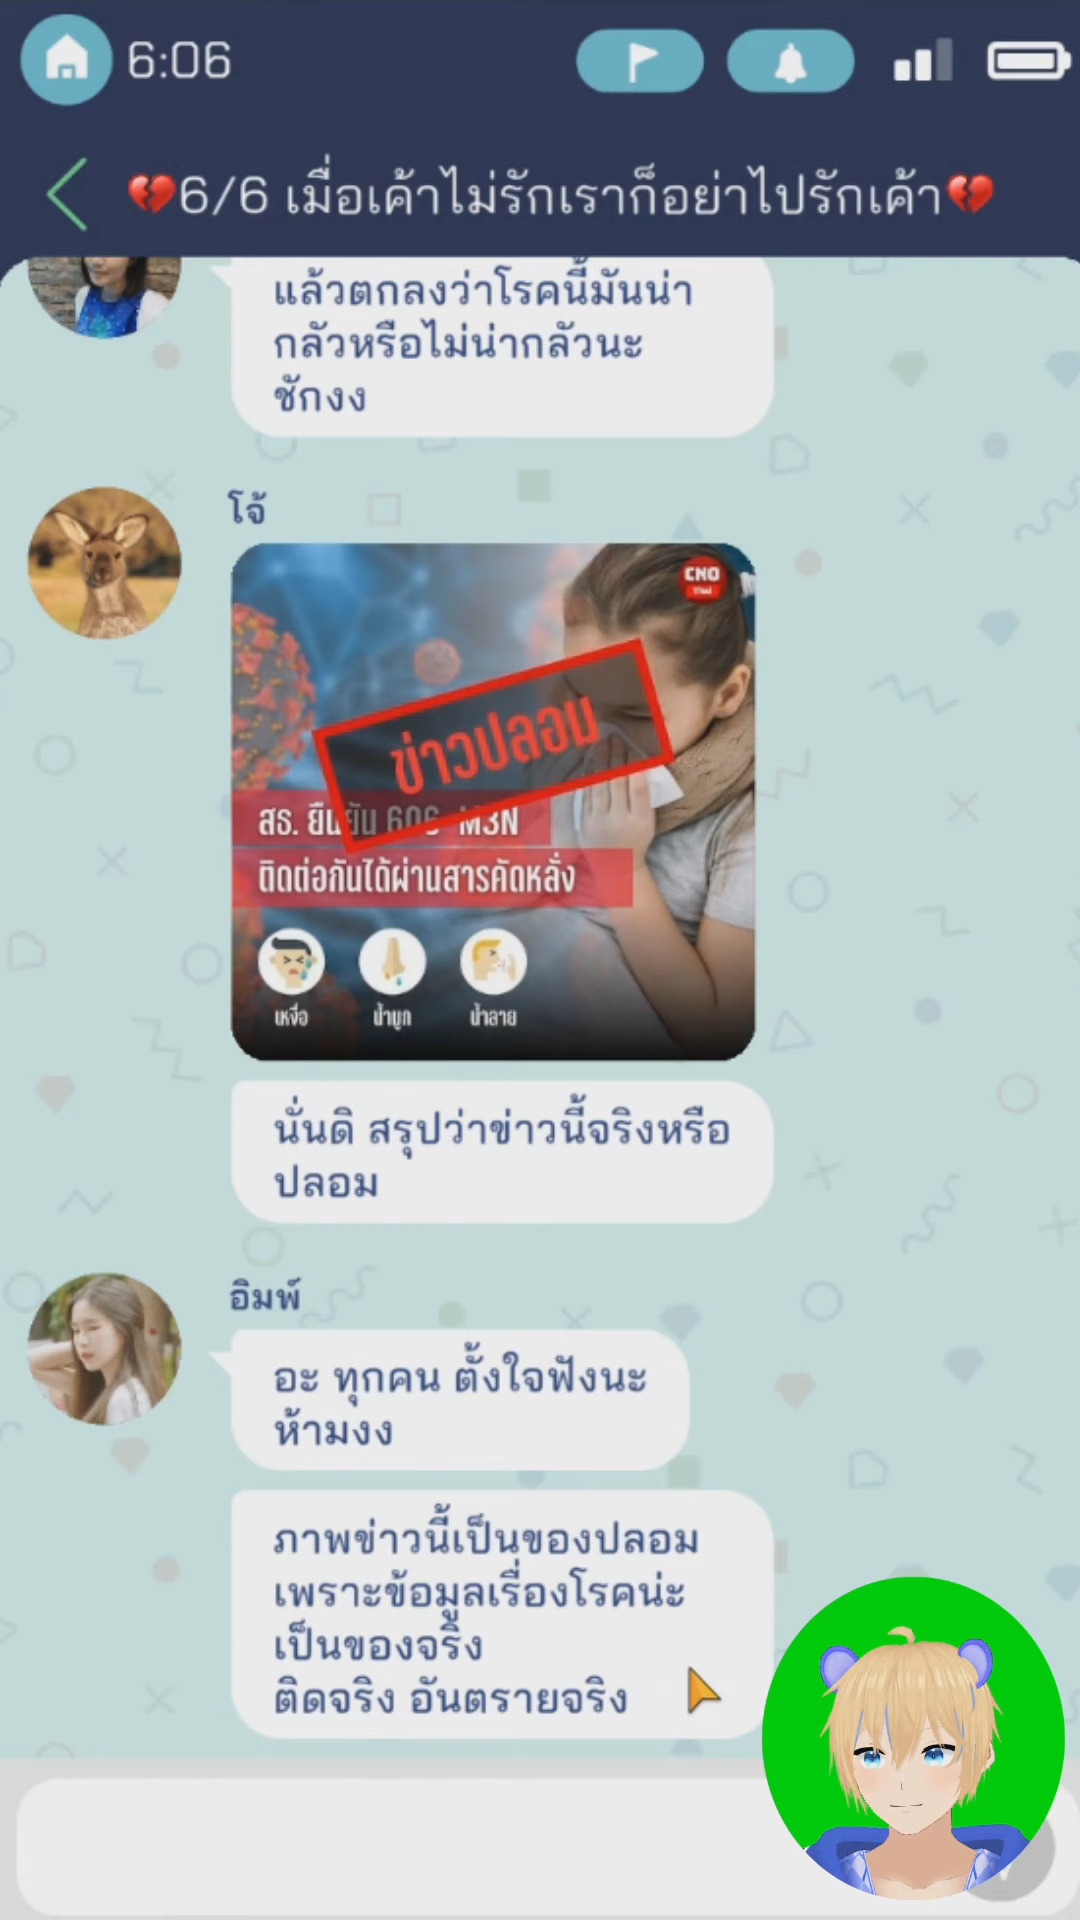 6:06
💔6/6 เมื่อเค้าไม่รักเราก็อย่าไปรักเค้า💔
แล้วตกลงว่าโรคนี้มันน่า
กลัวหรือไม่น่ากลัวนะ
ชักงง
โจ้
CNO
Thai
ข่าวปลอม
สธ. ยืนยัน 606 M3N
ติดต่อกันได้ผ่านสารคัดหลั่ง
เหงื่อ น้ำมูก น้ำลาย
นั่นดิ สรุปว่าข่าวนี้จริงหรือ
ปลอม
อิมพ์
อะ ทุกคน ตั้งใจฟังนะ
ห้ามงง
ภาพข่าวนี้เป็นของปลอม
เพราะข้อมูลเรื่องโรคน่ะ
เป็นของจริง
ติดจริง อันตรายจริง